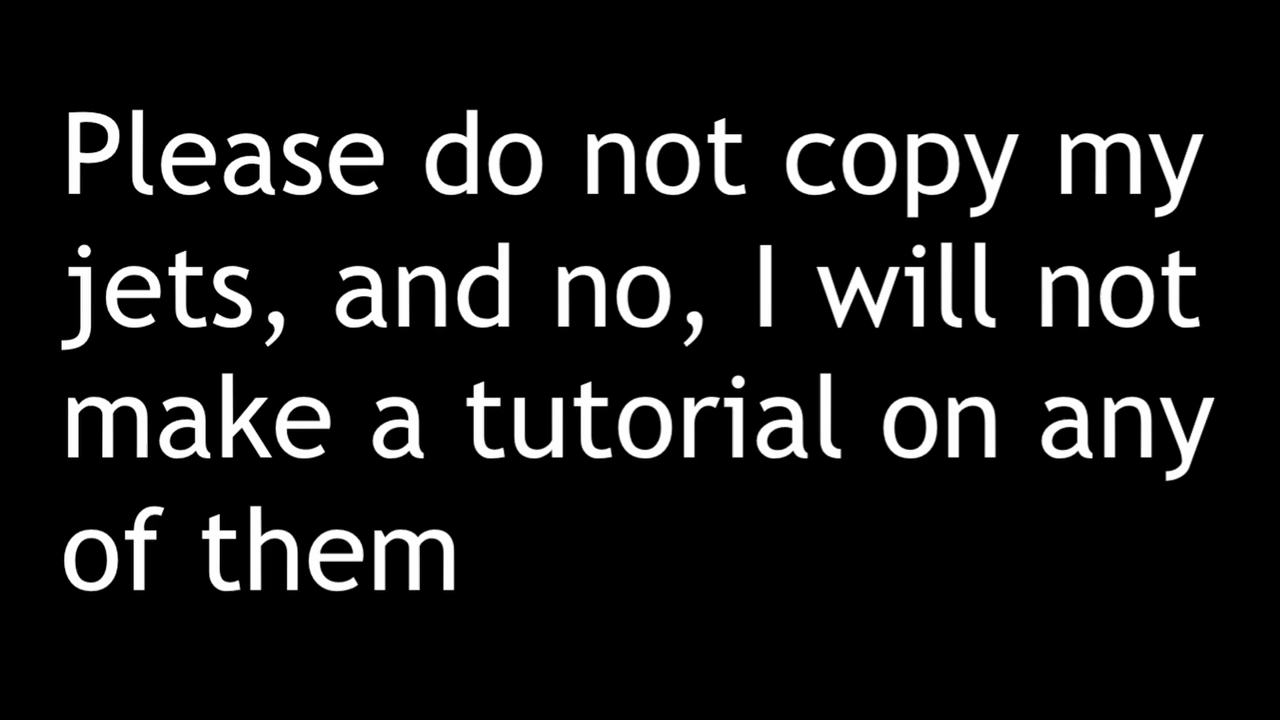 Please do not copy my
jets, and no, I will not
make a tutorial on any
of them